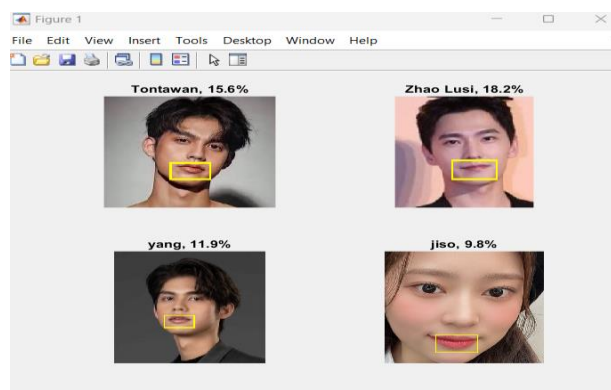 Figure 1
File Edit View Insert Tools Desktop Window Help
Tontawan, 15.6%
Zhao Lusi, 18.2%
yang, 11.9%
jiso, 9.8%